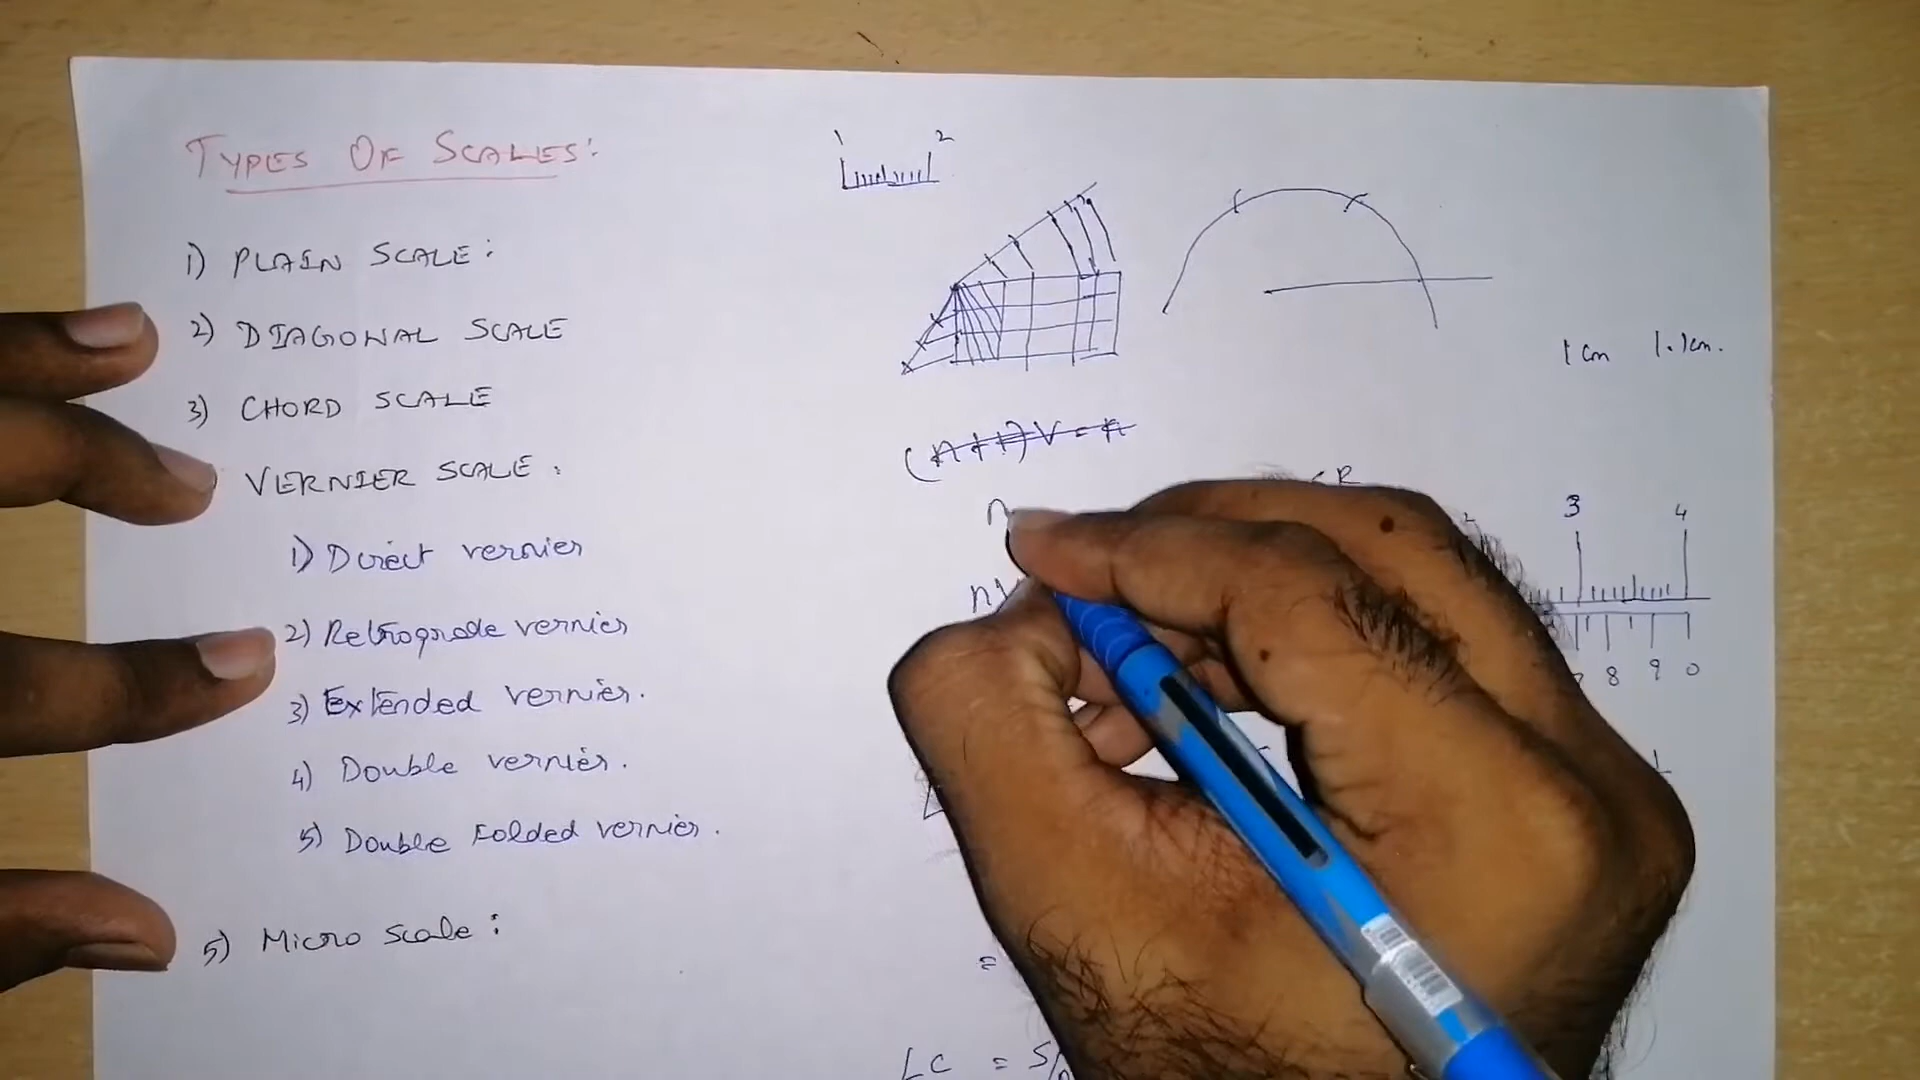 TYPES OF SCALES:
1) PLAIN SCALE:
2) DIAGONAL SCALE
3) CHORD SCALE
VERNIER SCALE:
1) Direct vernier
2) Retrograde vernier
3) Extended vernier.
4) Double vernier.
5) Double Folded vernier.
5) Micro scale:
1 2
1 cm 1.1cm.
(n+1)V = n
n
R
3 4
8 9 0
=
LC = S/